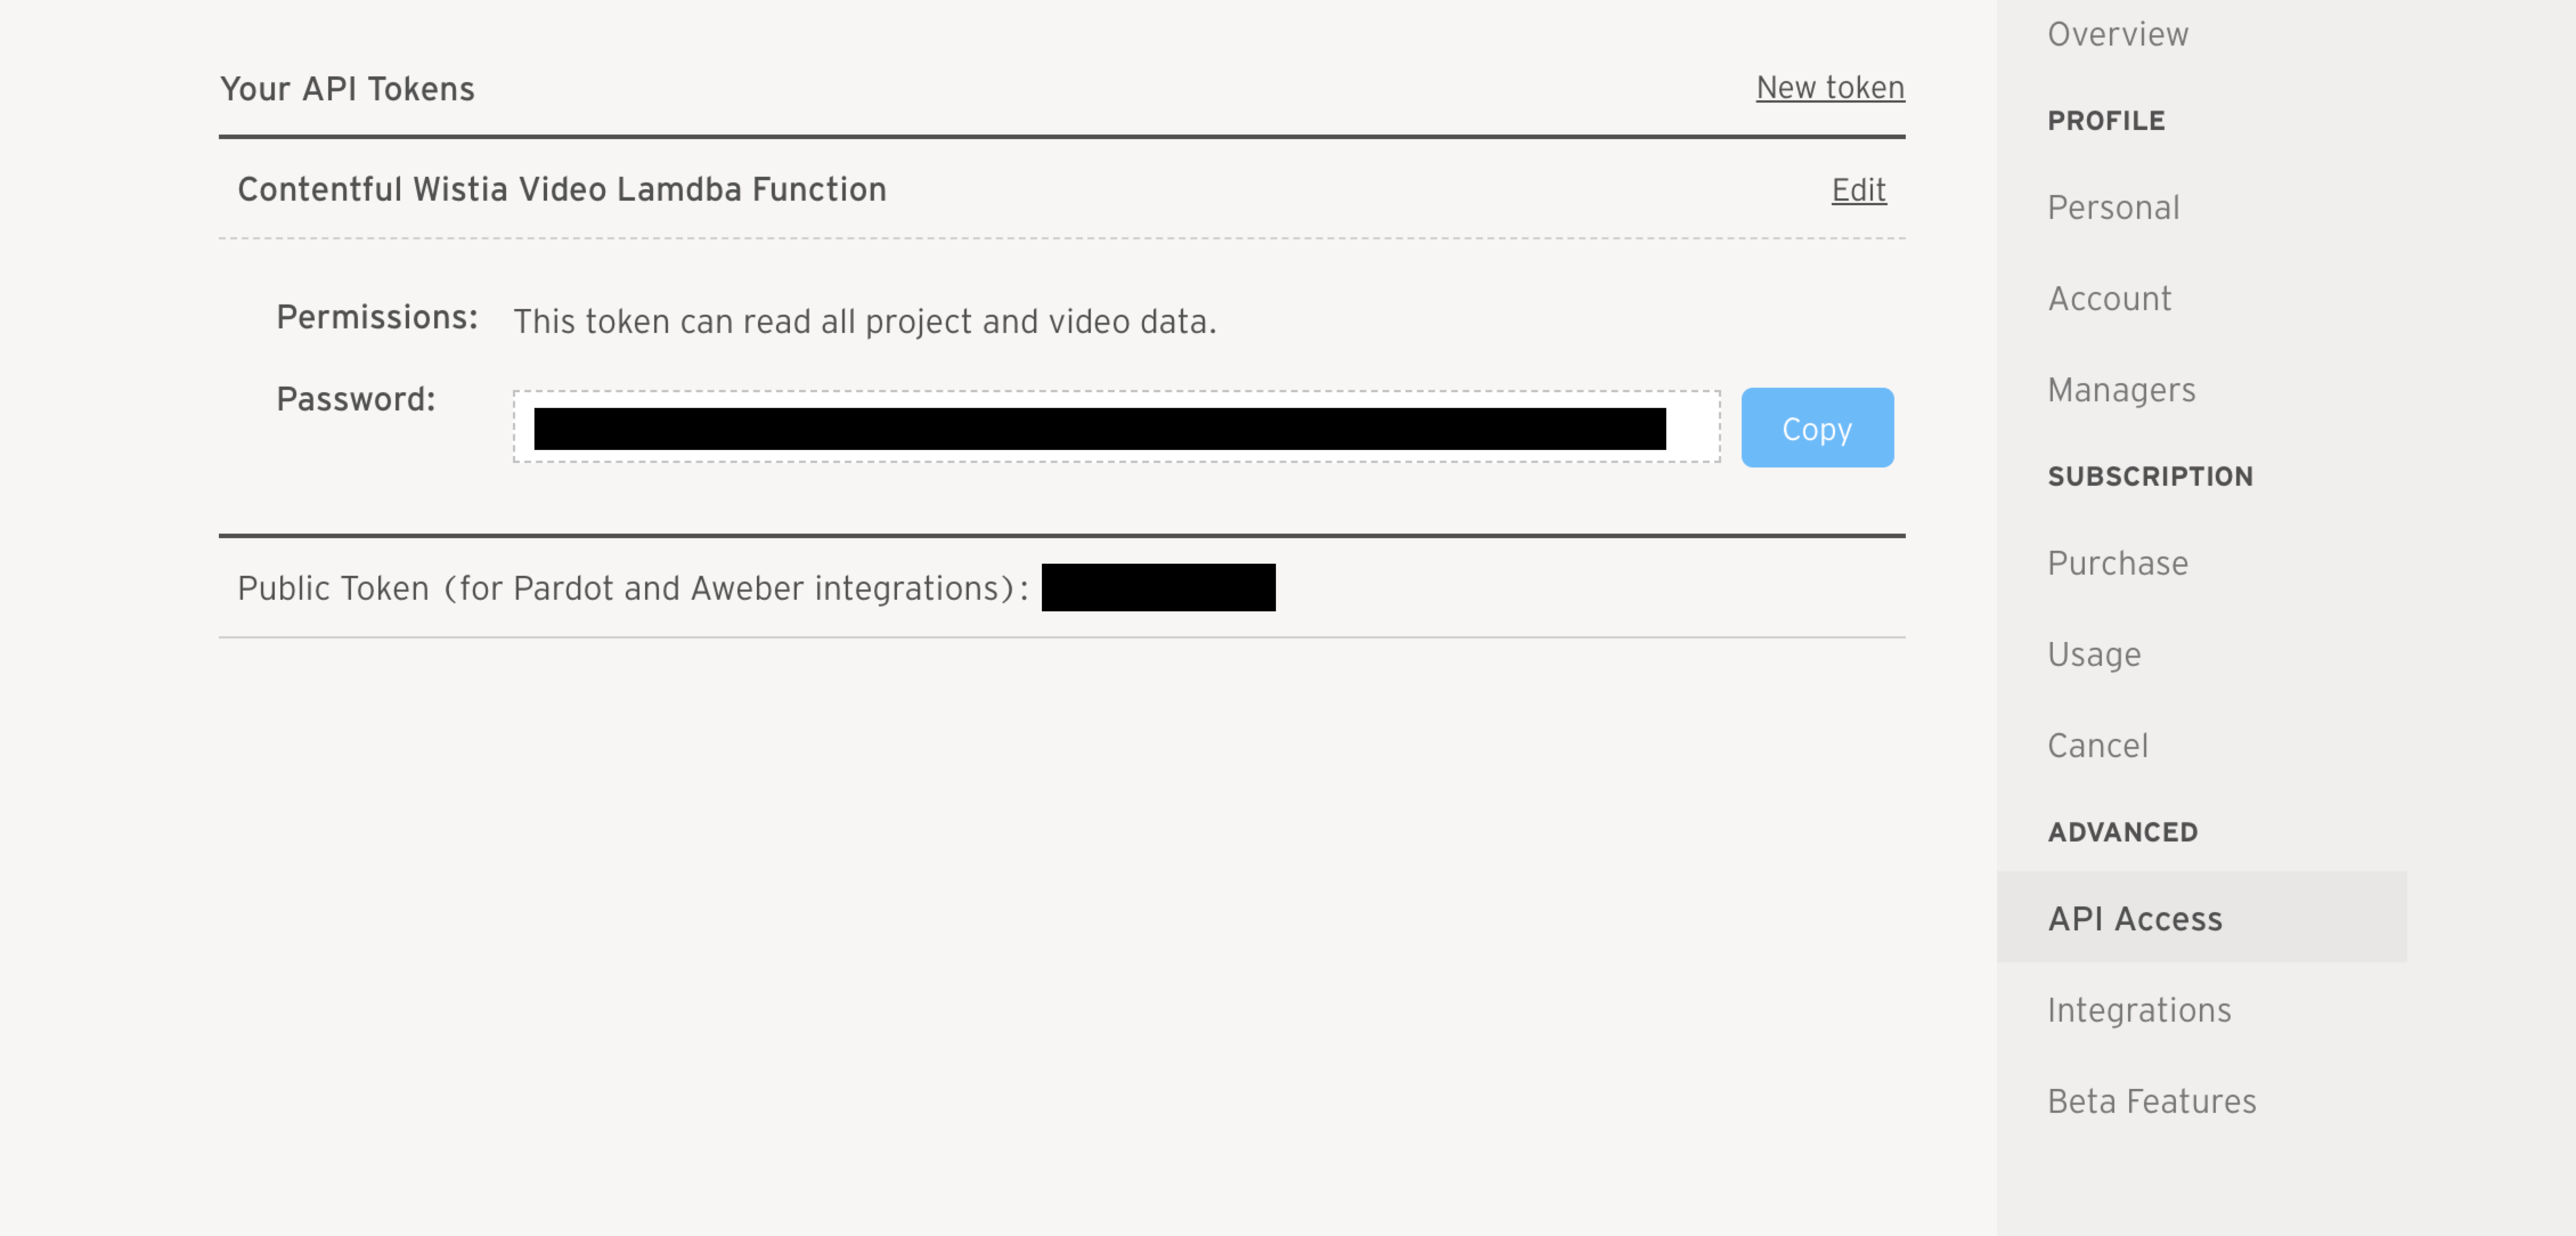 Your API Tokens
New token
Contentful Wistia Video Lamdba Function
Edit
Permissions: This token can read all project and video data.
Password:
Copy
Public Token (for Pardot and Aweber integrations):
Overview
PROFILE
Personal
Account
Managers
SUBSCRIPTION
Purchase
Usage
Cancel
ADVANCED
API Access
Integrations
Beta Features